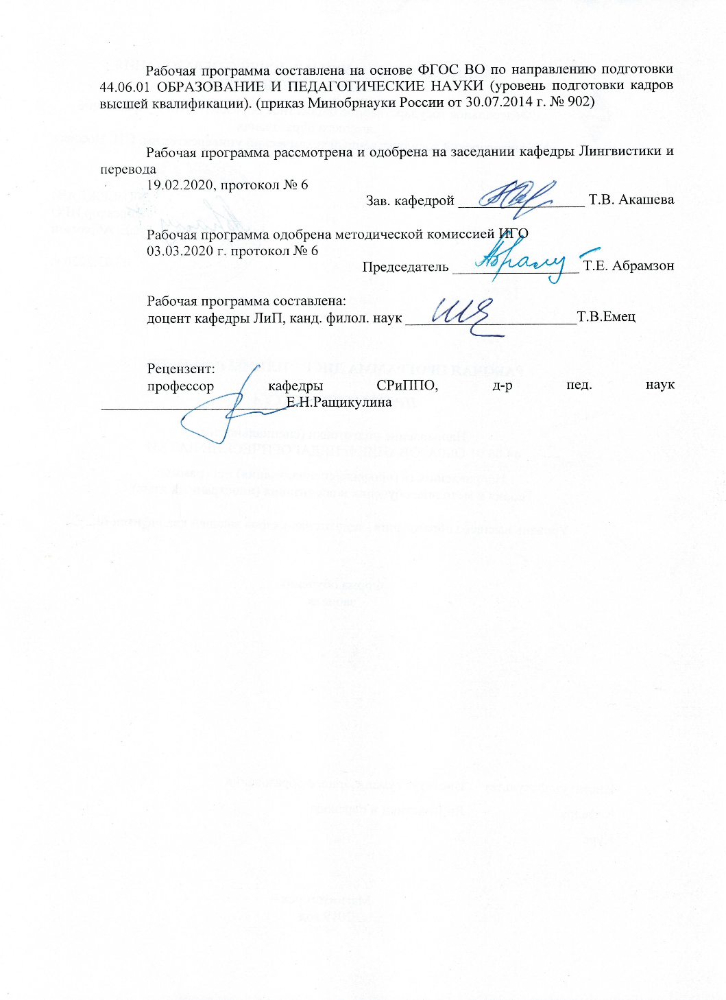 Рабочая программа составлена на основе ФГОС ВО по направлению подготовки
44.06.01 ОБРАЗОВАНИЕ И ПЕДАГОГИЧЕСКИЕ НАУКИ (уровень подготовки кадров
высшей квалификации). (приказ Минобрнауки России от 30.07.2014 г. № 902)
Рабочая программа рассмотрена и одобрена на заседании кафедры Лингвистики и
перевода
19.02.2020, протокол № 6
Зав. кафедрой _________________ Т.В. Акашева
Рабочая программа одобрена методической комиссией ИГО
03.03.2020 г. протокол № 6
Председатель _________________ Т.Е. Абрамзон
Рабочая программа составлена:
доцент кафедры ЛиП, канд. филол. наук _______________________Т.В.Емец
Рецензент:
профессор кафедры СРиППО, д-р пед. наук
_________________________Е.Н.Ращикулина